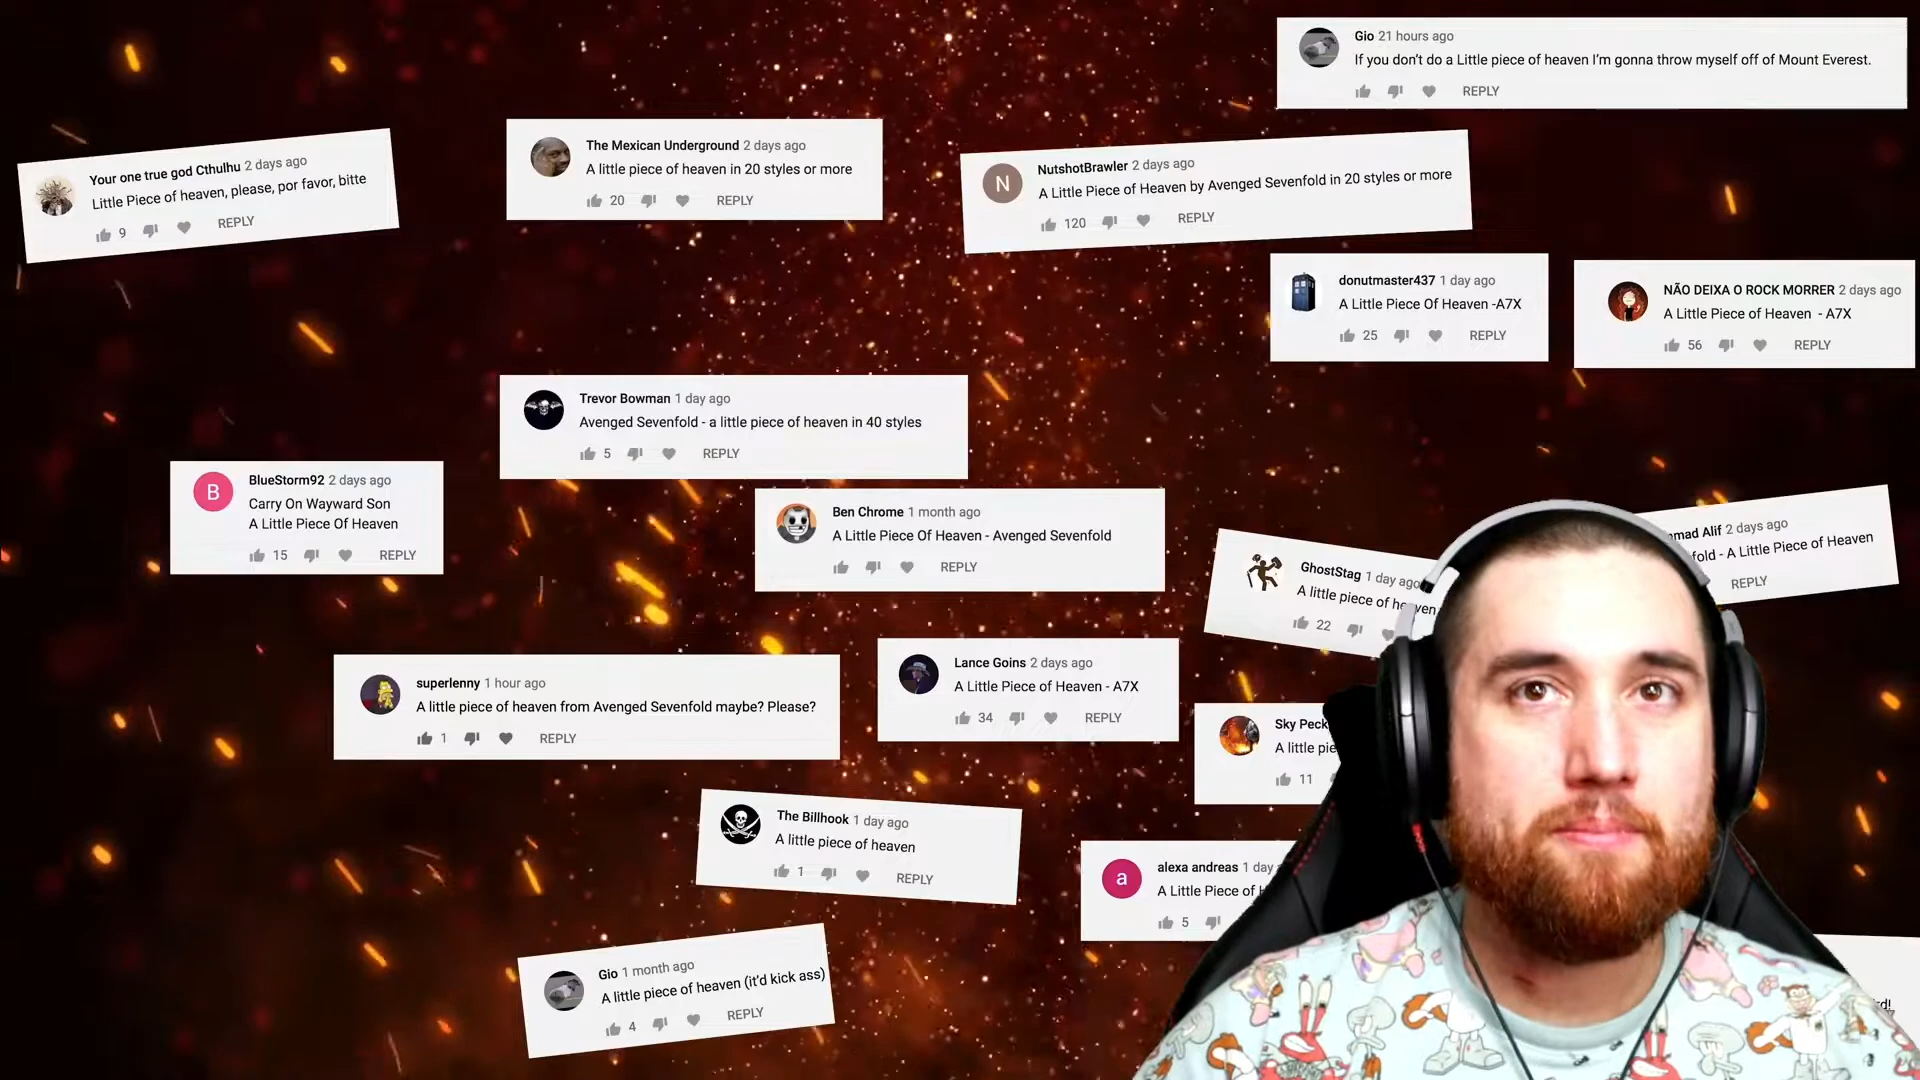 Gio 21 hours ago
If you don't do a Little piece of heaven I'm gonna throw myself off of Mount Everest.
REPLY
Your one true god Cthulhu 2 days ago
Little Piece of heaven, please, por favor, bitte
9 REPLY
The Mexican Underground 2 days ago
A little piece of heaven in 20 styles or more
20 REPLY
N
NutshotBrawler 2 days ago
A Little Piece of Heaven by Avenged Sevenfold in 20 styles or more
120 REPLY
donutmaster437 1 day ago
A Little Piece Of Heaven -A7X
25 REPLY
NÃO DEIXA O ROCK MORRER 2 days ago
A Little Piece of Heaven - A7X
56 REPLY
Trevor Bowman 1 day ago
Avenged Sevenfold - a little piece of heaven in 40 styles
5 REPLY
B
BlueStorm92 2 days ago
Carry On Wayward Son
A Little Piece Of Heaven
15 REPLY
Ben Chrome 1 month ago
A Little Piece Of Heaven - Avenged Sevenfold
REPLY
GhostStag 1 day ago
A little piece of heaven
22
Alif 2 days ago
- A Little Piece of Heaven
REPLY
superlenny 1 hour ago
A little piece of heaven from Avenged Sevenfold maybe? Please?
1 REPLY
Lance Goins 2 days ago
A Little Piece of Heaven - A7X
34 REPLY
Sky Peck
A little pie
11
The Billhook 1 day ago
A little piece of heaven
1 REPLY
a
alexa andreas 1 day
A Little Piece of
5
Gio 1 month ago
A little piece of heaven (it'd kick ass)
4 REPLY